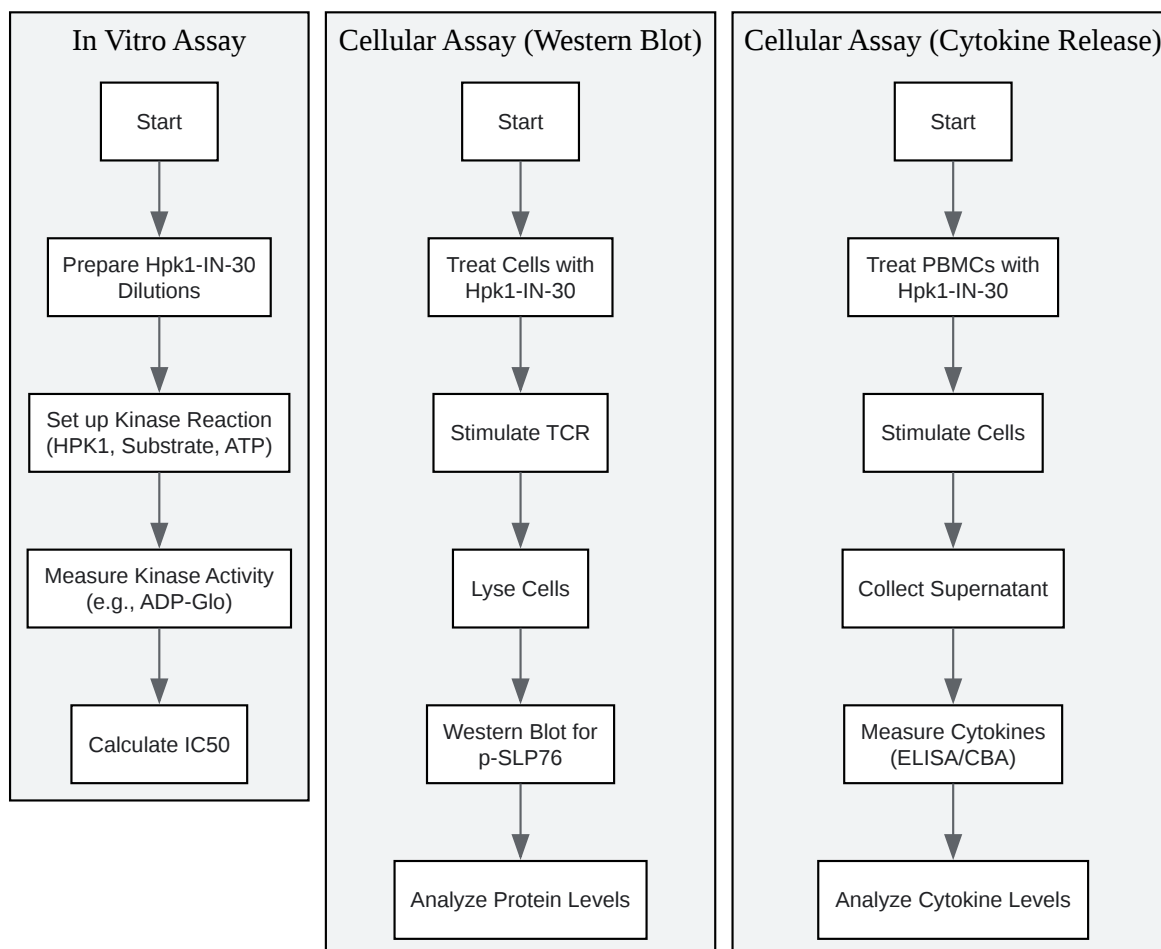 In Vitro Assay
Start
Prepare Hpk1-IN-30
Dilutions
Set up Kinase Reaction
(HPK1, Substrate, ATP)
Measure Kinase Activity
(e.g., ADP-Glo)
Calculate IC50
Cellular Assay (Western Blot)
Start
Treat Cells with
Hpk1-IN-30
Stimulate TCR
Lyse Cells
Western Blot for
p-SLP76
Analyze Protein Levels
Cellular Assay (Cytokine Release)
Start
Treat PBMCs with
Hpk1-IN-30
Stimulate Cells
Collect Supernatant
Measure Cytokines
(ELISA/CBA)
Analyze Cytokine Levels